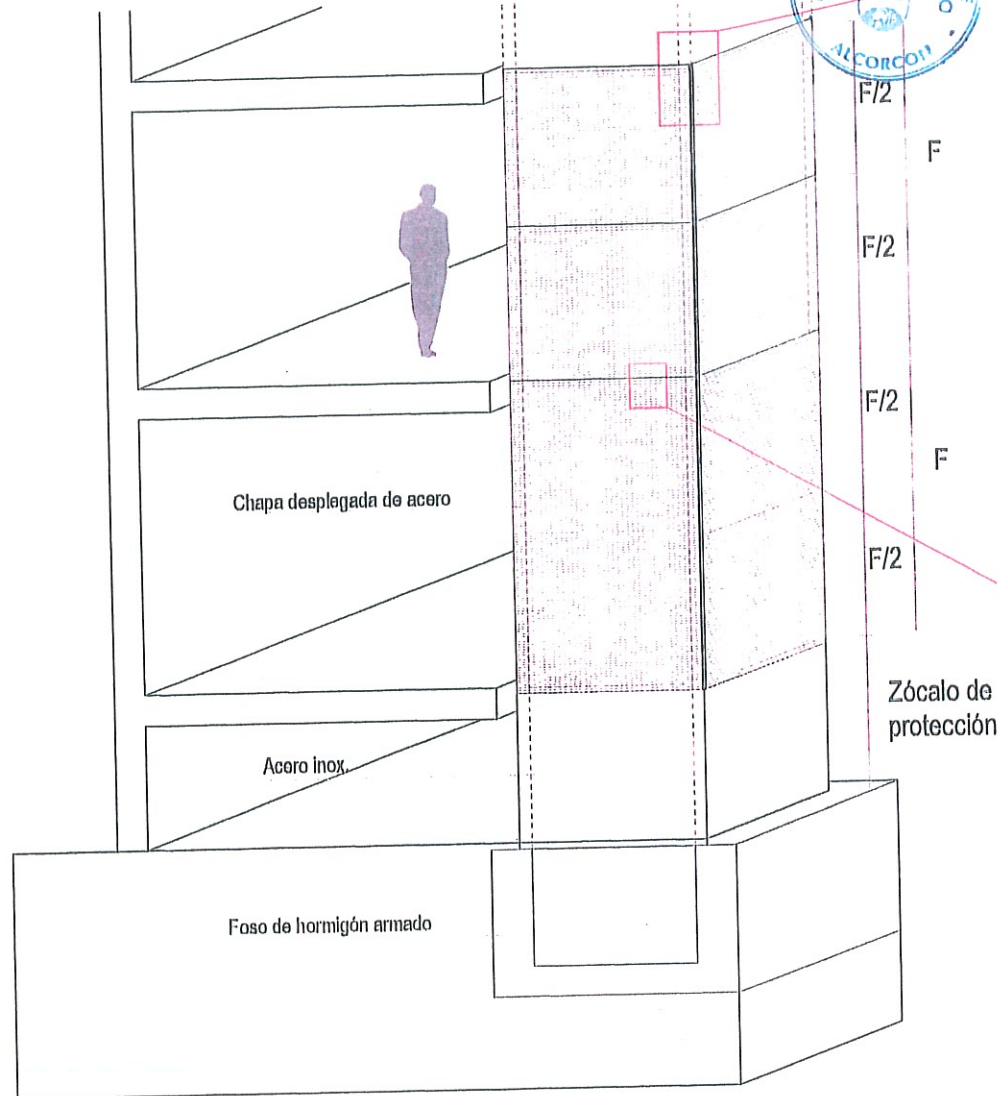 ALCORCON
F/2
F
F/2
F/2
F
Chapa desplegada de acero
F/2
Zócalo de
protección
Acero inox.
Foso de hormigón armado